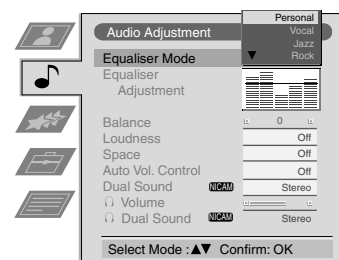 Personal
Audio Adjustment
Vocal
Jazz
Equaliser Mode
▼ Rock
Equaliser
Adjustment
Balance 0
Loudness Off
Space Off
Auto Vol. Control Off
Dual Sound NICAM Stereo
Volume
Dual Sound NICAM Stereo
Select Mode :▲▼ Confirm: OK